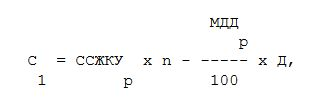 МДД
р
С = ССЖКУ х n - ----- х Д,
1 р 100